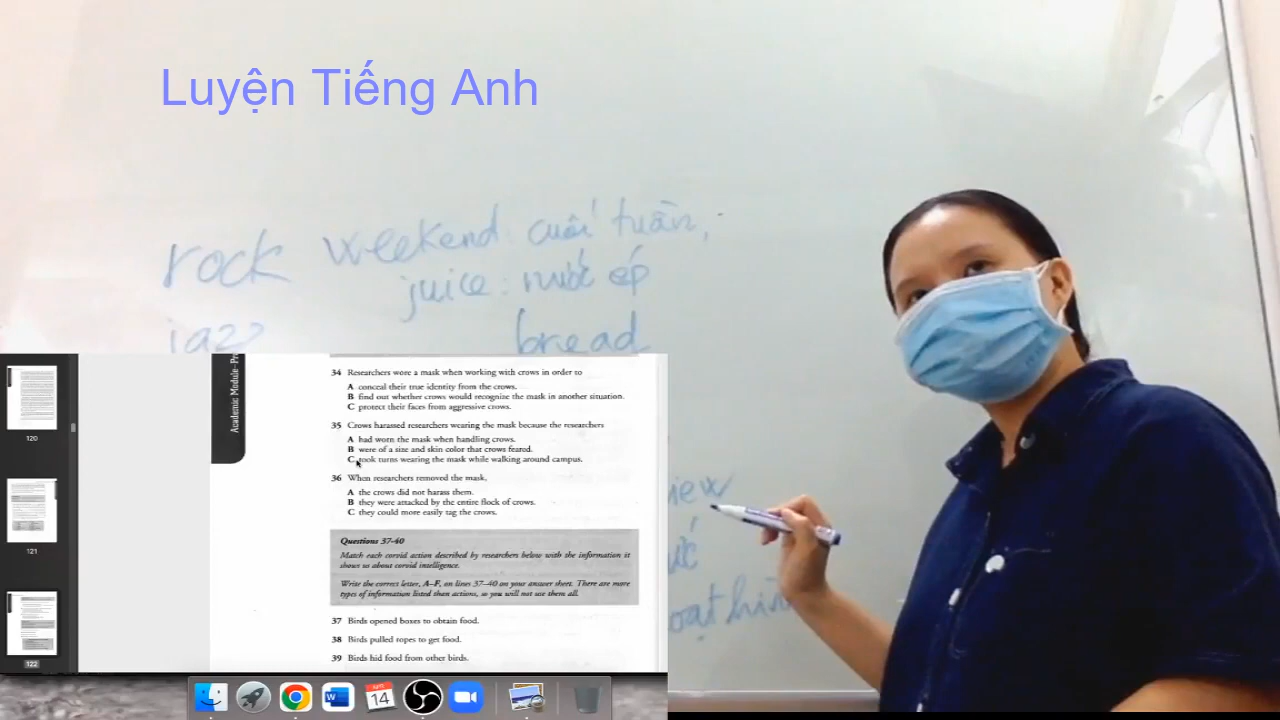 Luyện Tiếng Anh
rock weekend cuối tuần,
juice: nước ép
jazz bread
Academic Module–Pr
34 Researchers wore a mask when working with crows in order to
A conceal their true identity from the crows.
B find out whether crows would recognize the mask in another situation.
C protect their faces from aggressive crows.
35 Crows harassed researchers wearing the mask because the researchers
A had worn the mask when handling crows.
B were of a size and skin color that crows feared.
C took turns wearing the mask while walking around campus.
36 When researchers removed the mask,
A the crows did not harass them.
B they were attacked by the entire flock of crows.
C they could more easily tag the crows.
Questions 37–40
Match each corvid action described by researchers below with the information it
shows us about corvid intelligence.
Write the correct letter, A–F, on lines 37–40 on your answer sheet. There are more
types of information listed than actions, so you will not use them all.
37 Birds opened boxes to obtain food.
38 Birds pulled ropes to get food.
39 Birds hid food from other birds.
120
121
122
14